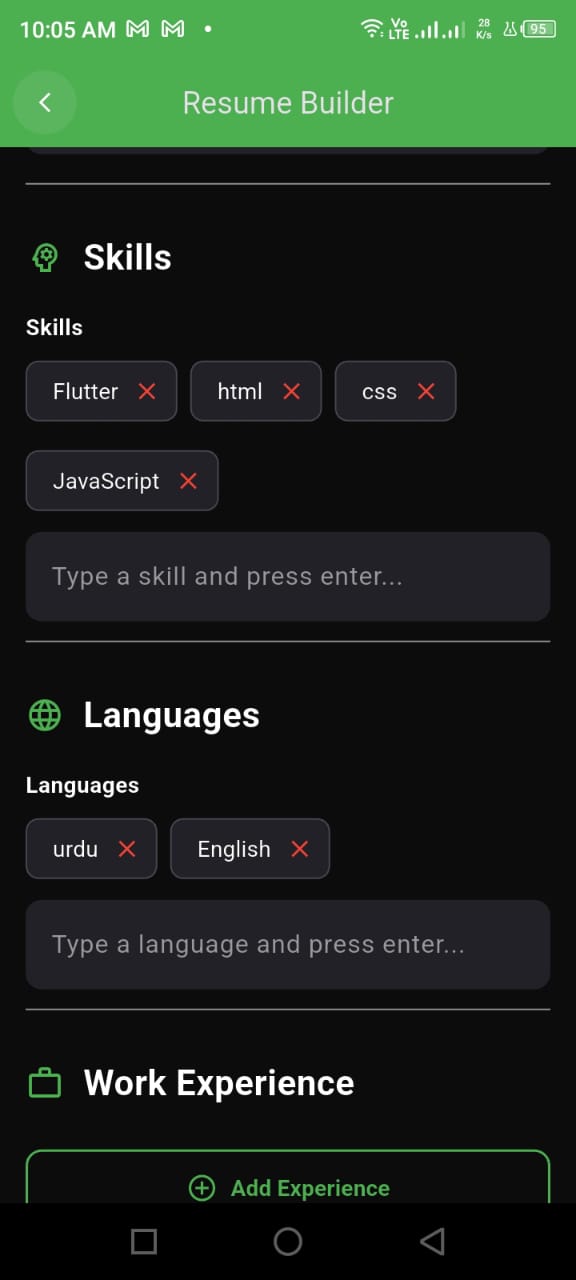 10:05 AM Vo LTE 28 K/s 95
Resume Builder
Skills
Skills
Flutter html css
JavaScript
Type a skill and press enter...
Languages
Languages
urdu English
Type a language and press enter...
Work Experience
Add Experience